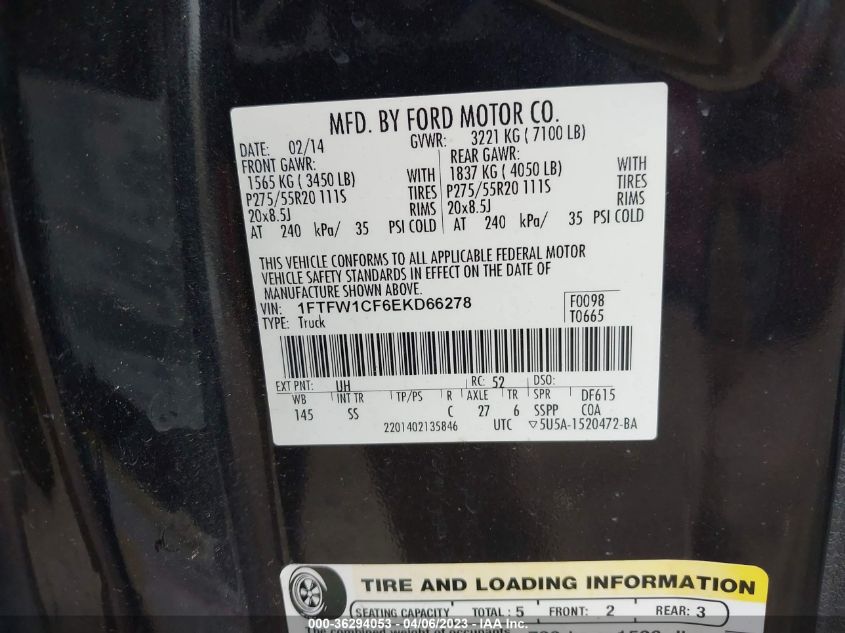 MFD. BY FORD MOTOR CO.
DATE: 02/14 GVWR: 3221 KG ( 7100 LB)
FRONT GAWR: REAR GAWR:
1565 KG ( 3450 LB) WITH 1837 KG ( 4050 LB) WITH
P275/55R20 111S TIRES P275/55R20 111S TIRES
20x8.5J RIMS 20x8.5J RIMS
AT 240 kPa/ 35 PSI COLD AT 240 kPa/ 35 PSI COLD
THIS VEHICLE CONFORMS TO ALL APPLICABLE FEDERAL MOTOR
VEHICLE SAFETY STANDARDS IN EFFECT ON THE DATE OF
MANUFACTURE SHOWN ABOVE.
VIN: 1FTFW1CF6EKD66278 F0098
TYPE: Truck T0665
EXT PNT: UH RC: 52 DSO:
WB INT TR TP/PS R AXLE TR SPR DF615
145 SS C 27 6 SSPP COA
2201402135846 UTC ▽5U5A-1520472-BA
TIRE AND LOADING INFORMATION
SEATING CAPACITY TOTAL: 5 FRONT: 2 REAR: 3
The combined weight of occupants
000-36294053 - 04/06/2023 - IAAI, Inc.